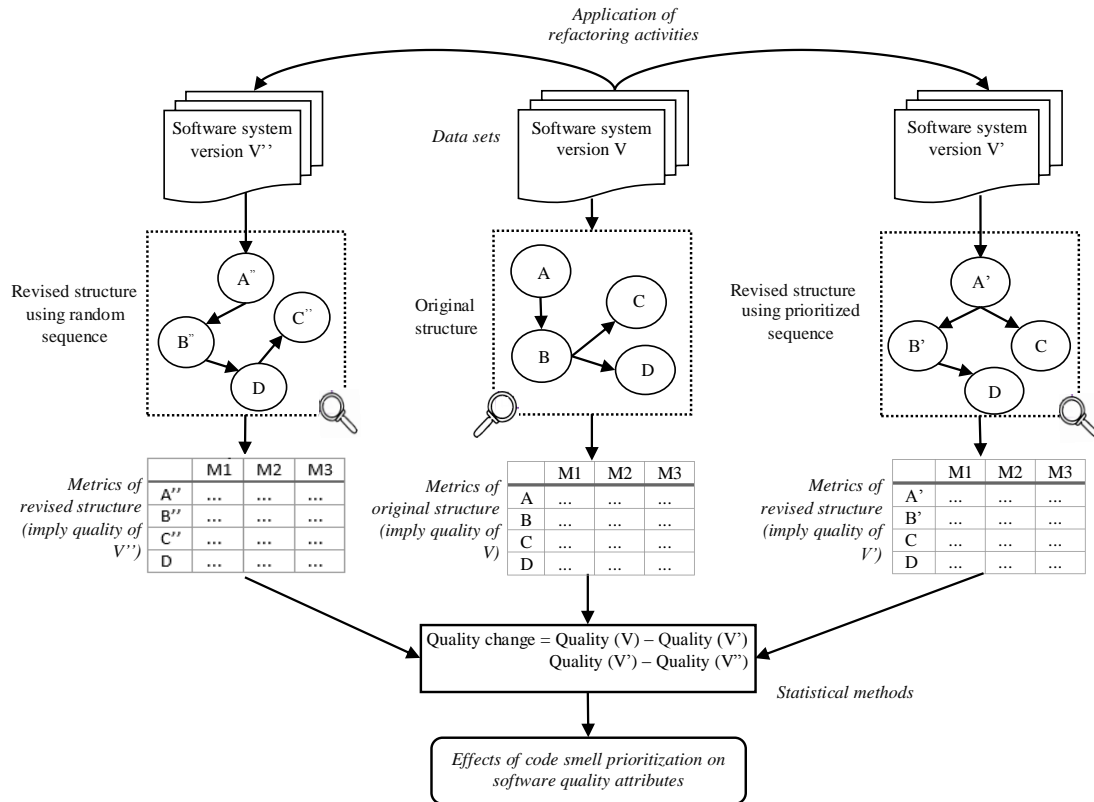 Application of
refactoring activities
Software system
version V’’
Data sets
Software system
version V
Software system
version V’
Revised structure
using random
sequence
A”
B”
C’’
D
Original
structure
A
B
C
D
Revised structure
using prioritized
sequence
A’
B’
C
D
Metrics of
revised structure
(imply quality of
V’’)
M1 M2 M3
A’’ ... ... ...
B’’ ... ... ...
C’’ ... ... ...
D ... ... ...
Metrics of
original structure
(imply quality of
V)
M1 M2 M3
A ... ... ...
B ... ... ...
C ... ... ...
D ... ... ...
Metrics of
revised structure
(imply quality of
V’)
M1 M2 M3
A’ ... ... ...
B’ ... ... ...
C ... ... ...
D ... ... ...
Quality change = Quality (V) – Quality (V’)
Quality (V’) – Quality (V”)
Statistical methods
Effects of code smell prioritization on
software quality attributes